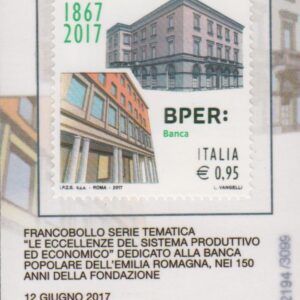 1867
2017
BPER:
Banca
ITALIA
€ 0,95
I.P.Z.S. S.p.A. - ROMA - 2017
L. VANGELLI
FRANCOBOLLO SERIE TEMATICA
"LE ECCELLENZE DEL SISTEMA PRODUTTIVO
ED ECONOMICO" DEDICATO ALLA BANCA
POPOLARE DELL'EMILIA ROMAGNA, NEI 150
ANNI DELLA FONDAZIONE
12 GIUGNO 2017
1194 /3099